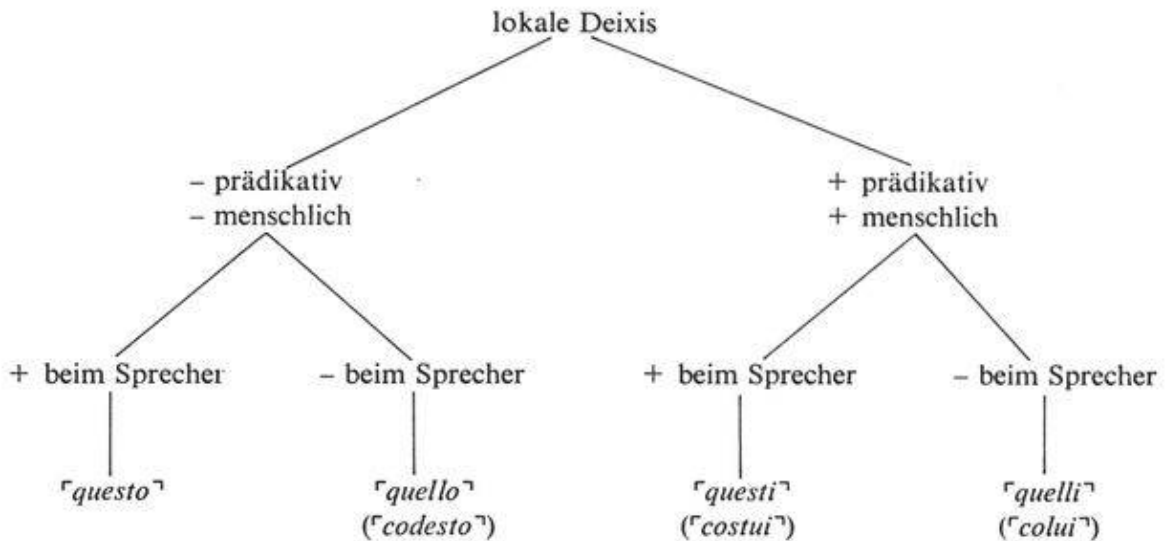 lokale Deixis
– prädikativ
– menschlich
+ prädikativ
+ menschlich
+ beim Sprecher
– beim Sprecher
+ beim Sprecher
– beim Sprecher
⌜questo⌝
⌜quello⌝
(⌜codesto⌝)
⌜questi⌝
(⌜costui⌝)
⌜quelli⌝
(⌜colui⌝)